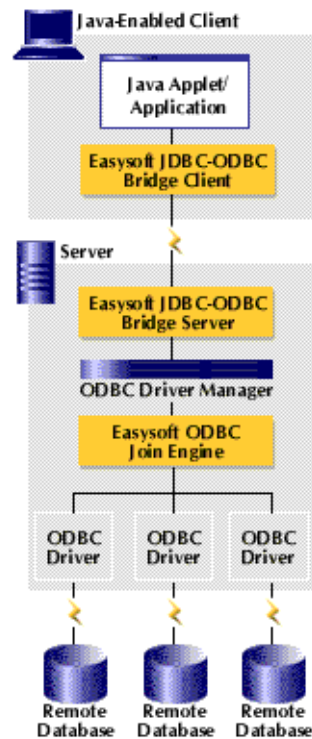 Java-Enabled Client
Java Applet/
Application
Easysoft JDBC-ODBC
Bridge Client
Server
Easysoft JDBC-ODBC
Bridge Server
ODBC Driver Manager
Easysoft ODBC
Join Engine
ODBC
Driver
ODBC
Driver
ODBC
Driver
Remote
Database
Remote
Database
Remote
Database